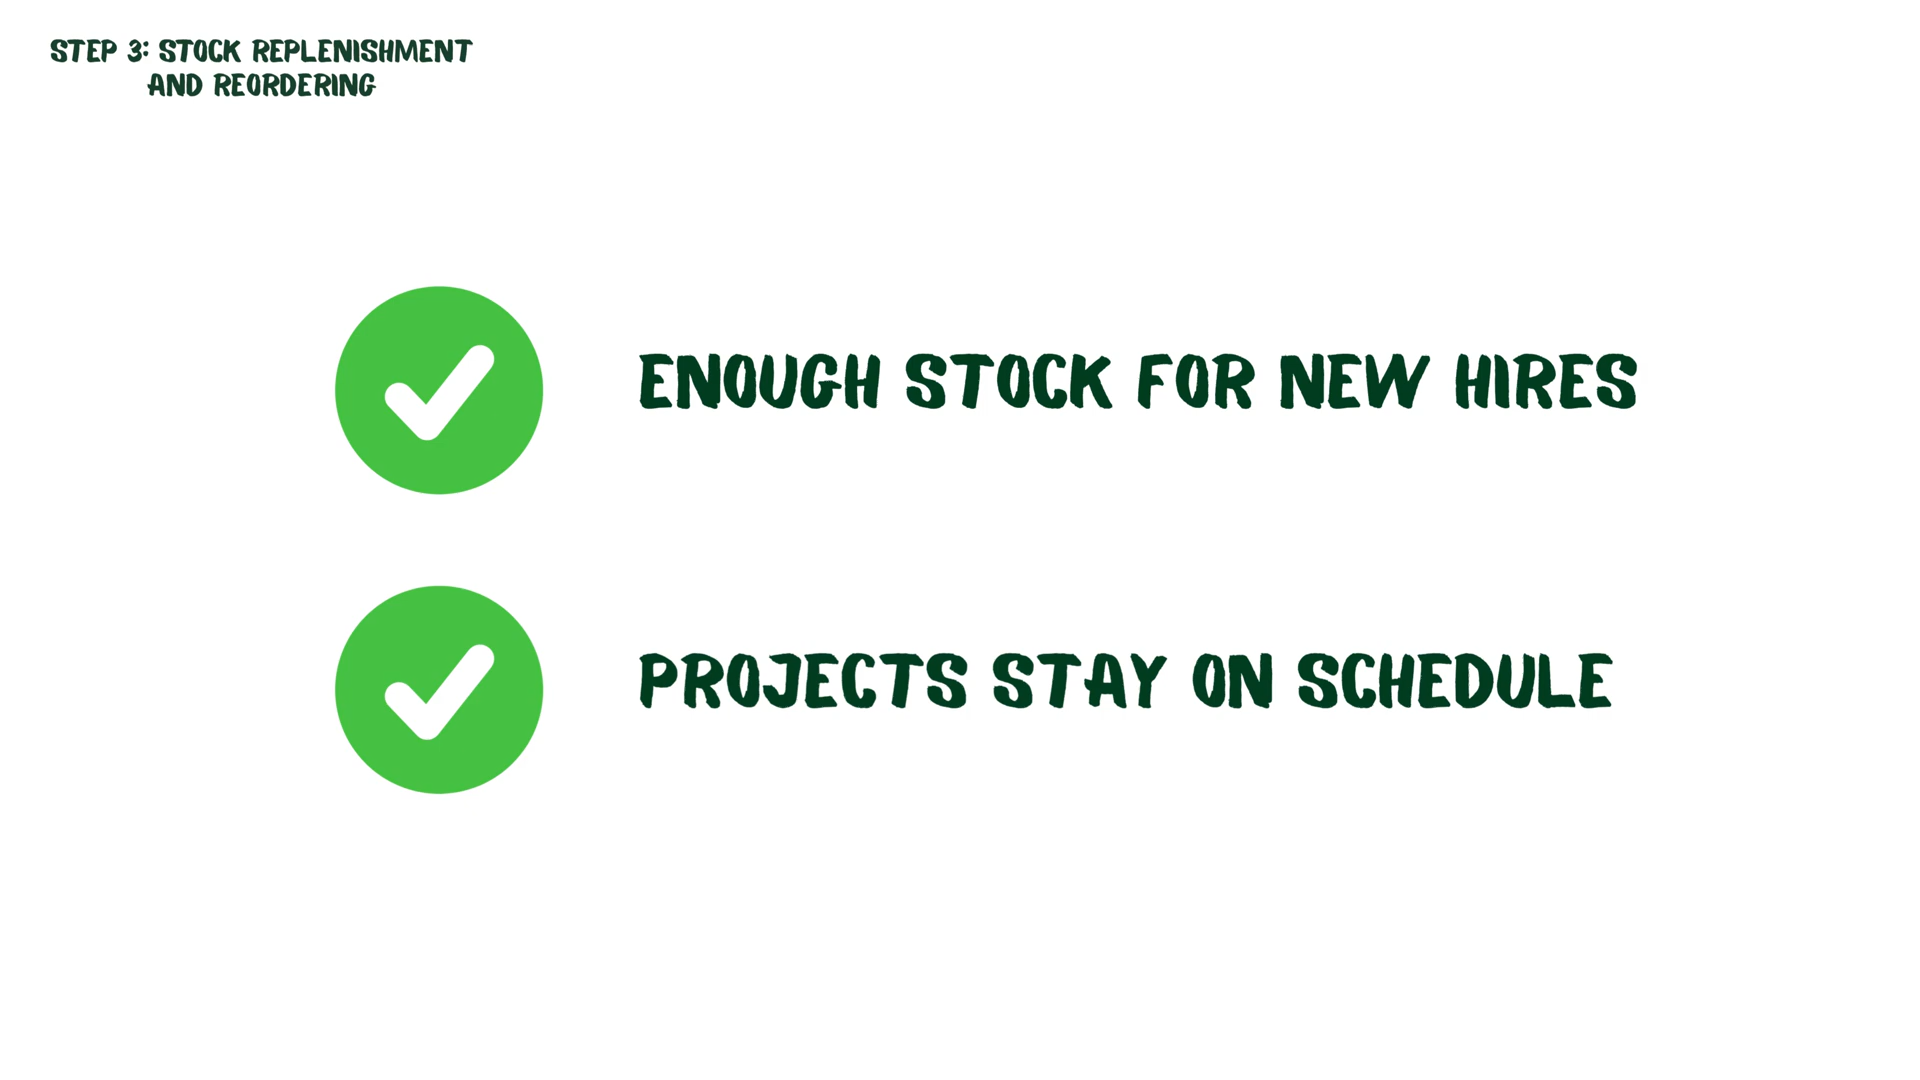 STEP 3: STOCK REPLENISHMENT
AND REORDERING
ENOUGH STOCK FOR NEW HIRES
PROJECTS STAY ON SCHEDULE